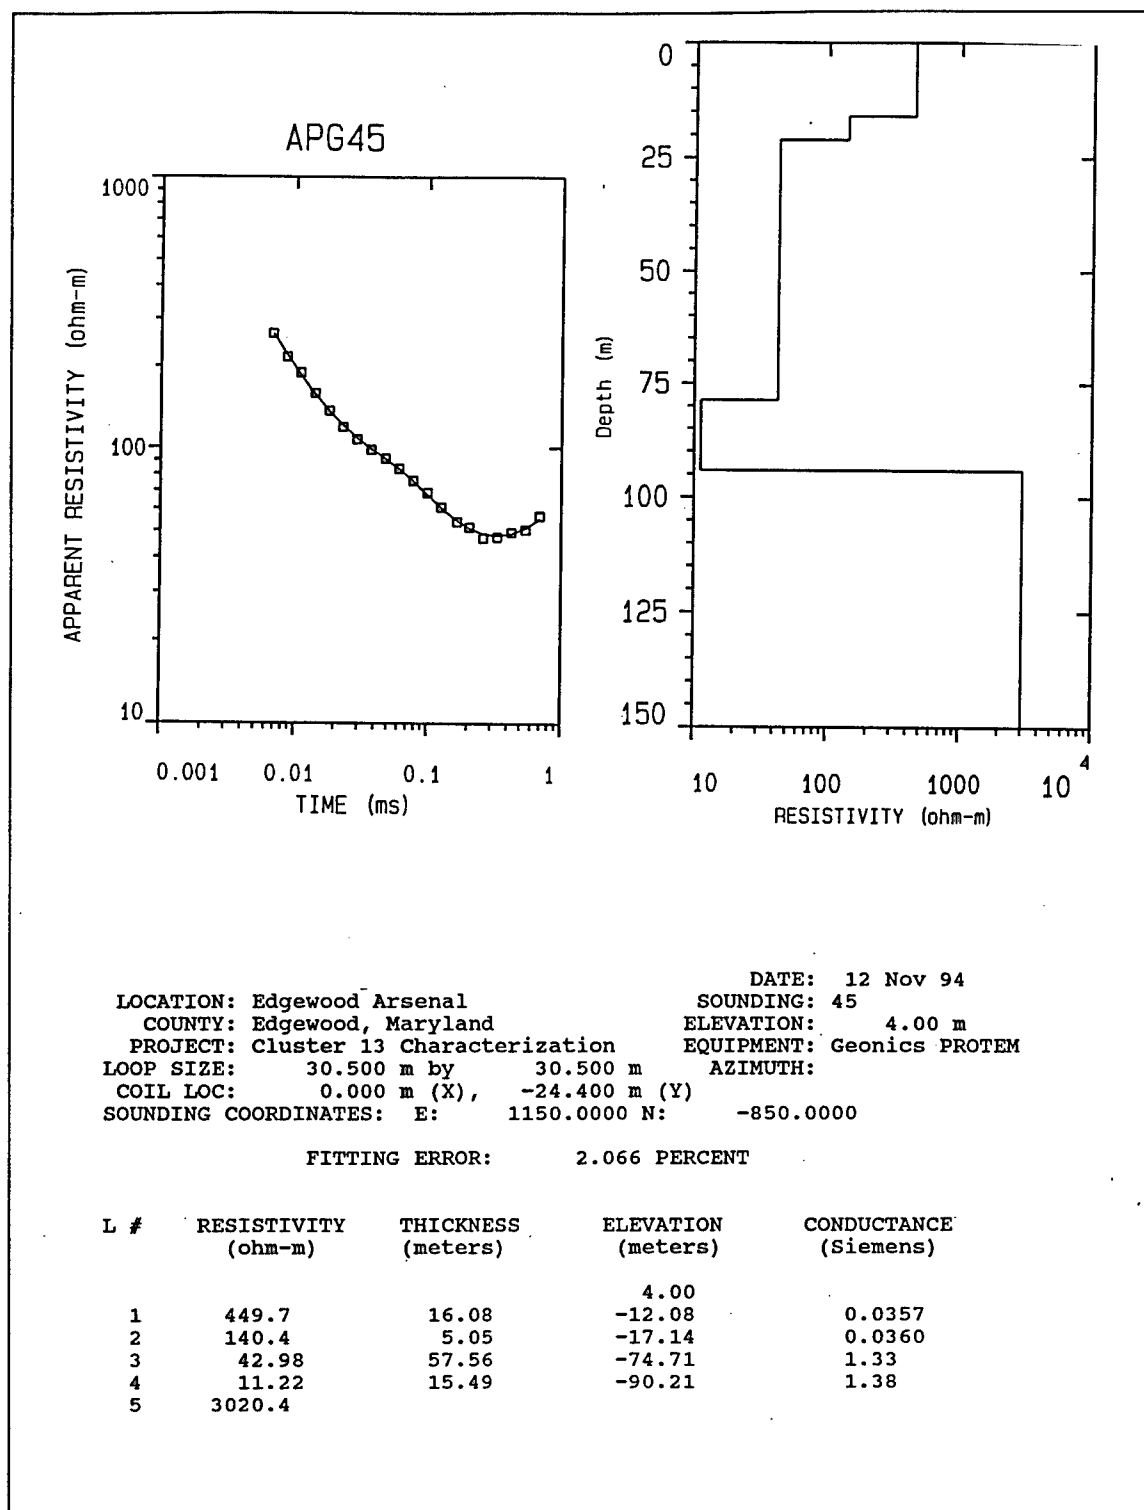 APG45
1000
100
10
APPARENT RESISTIVITY (ohm-m)
0.001 0.01 0.1 1
TIME (ms)
0
25
50
75
100
125
150
Depth (m)
10 100 1000 10 4
RESISTIVITY (ohm-m)
DATE: 12 Nov 94
LOCATION: Edgewood Arsenal SOUNDING: 45
COUNTY: Edgewood, Maryland ELEVATION: 4.00 m
PROJECT: Cluster 13 Characterization EQUIPMENT: Geonics PROTEM
LOOP SIZE: 30.500 m by 30.500 m AZIMUTH:
COIL LOC: 0.000 m (X), -24.400 m (Y)
SOUNDING COORDINATES: E: 1150.0000 N: -850.0000
FITTING ERROR: 2.066 PERCENT
L # RESISTIVITY THICKNESS ELEVATION CONDUCTANCE
(ohm-m) (meters) (meters) (Siemens)
4.00
1 449.7 16.08 -12.08 0.0357
2 140.4 5.05 -17.14 0.0360
3 42.98 57.56 -74.71 1.33
4 11.22 15.49 -90.21 1.38
5 3020.4